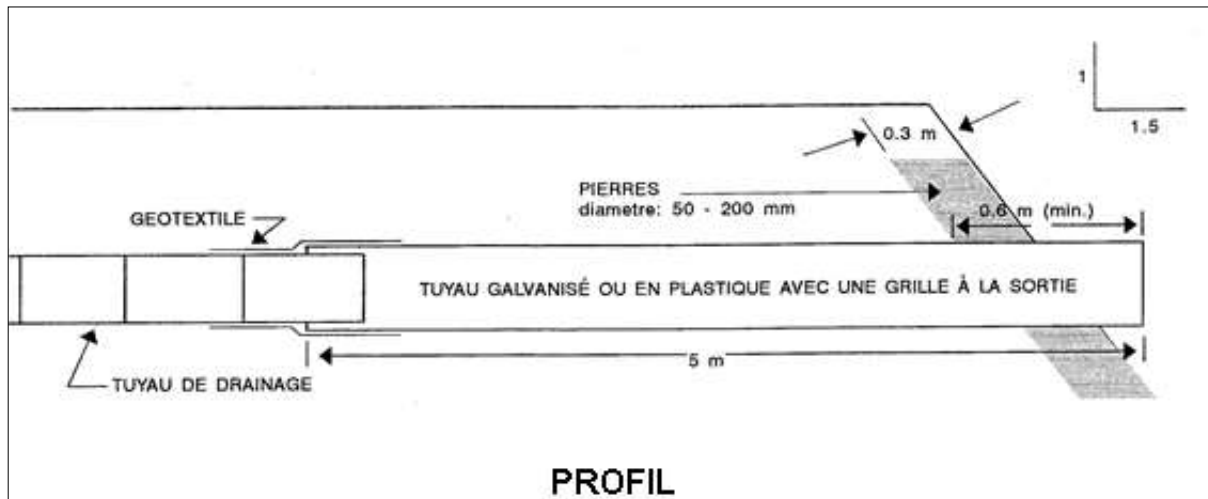 1
1.5
0.3 m
PIERRES
diametre: 50 - 200 mm
0.6 m (min.)
GEOTEXTILE
TUYAU GALVANISÉ OU EN PLASTIQUE AVEC UNE GRILLE À LA SORTIE
5 m
TUYAU DE DRAINAGE
PROFIL